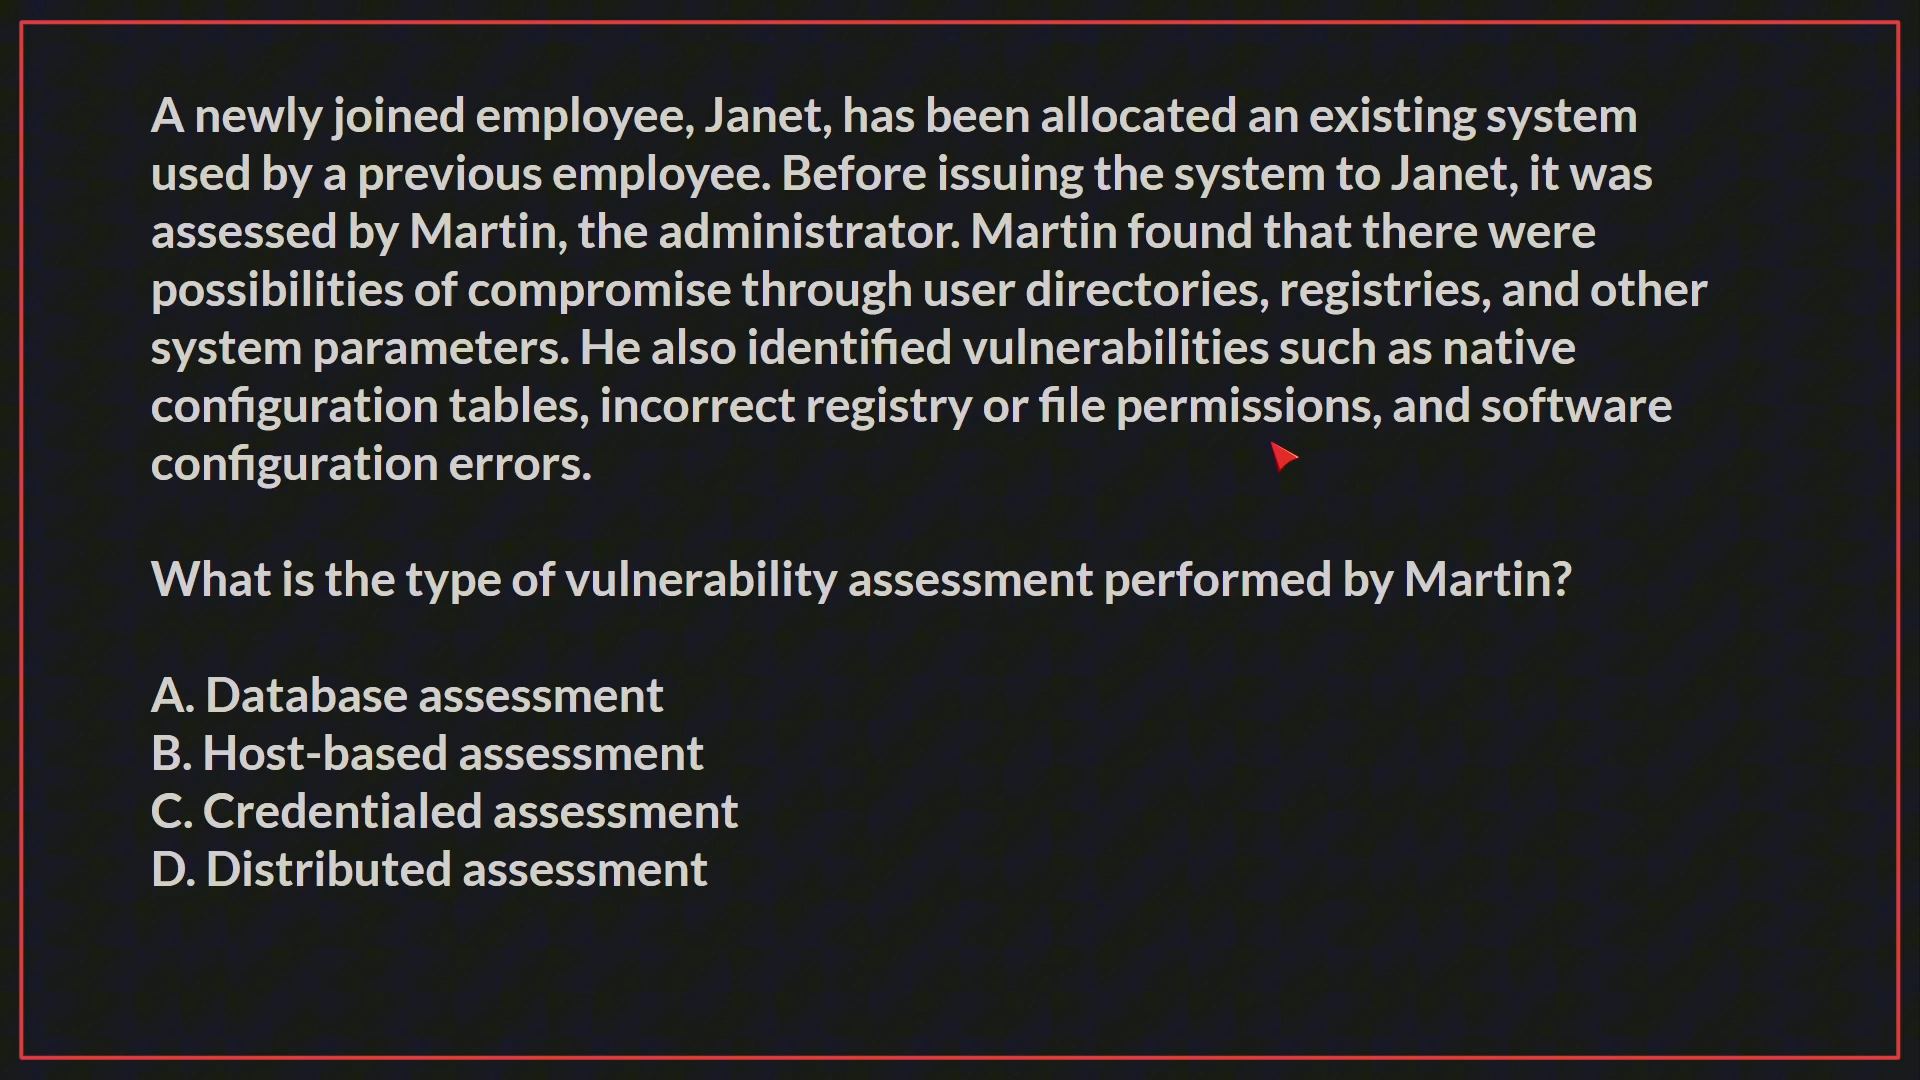 A newly joined employee, Janet, has been allocated an existing system
used by a previous employee. Before issuing the system to Janet, it was
assessed by Martin, the administrator. Martin found that there were
possibilities of compromise through user directories, registries, and other
system parameters. He also identified vulnerabilities such as native
configuration tables, incorrect registry or file permissions, and software
configuration errors.
What is the type of vulnerability assessment performed by Martin?
A. Database assessment
B. Host-based assessment
C. Credentialed assessment
D. Distributed assessment